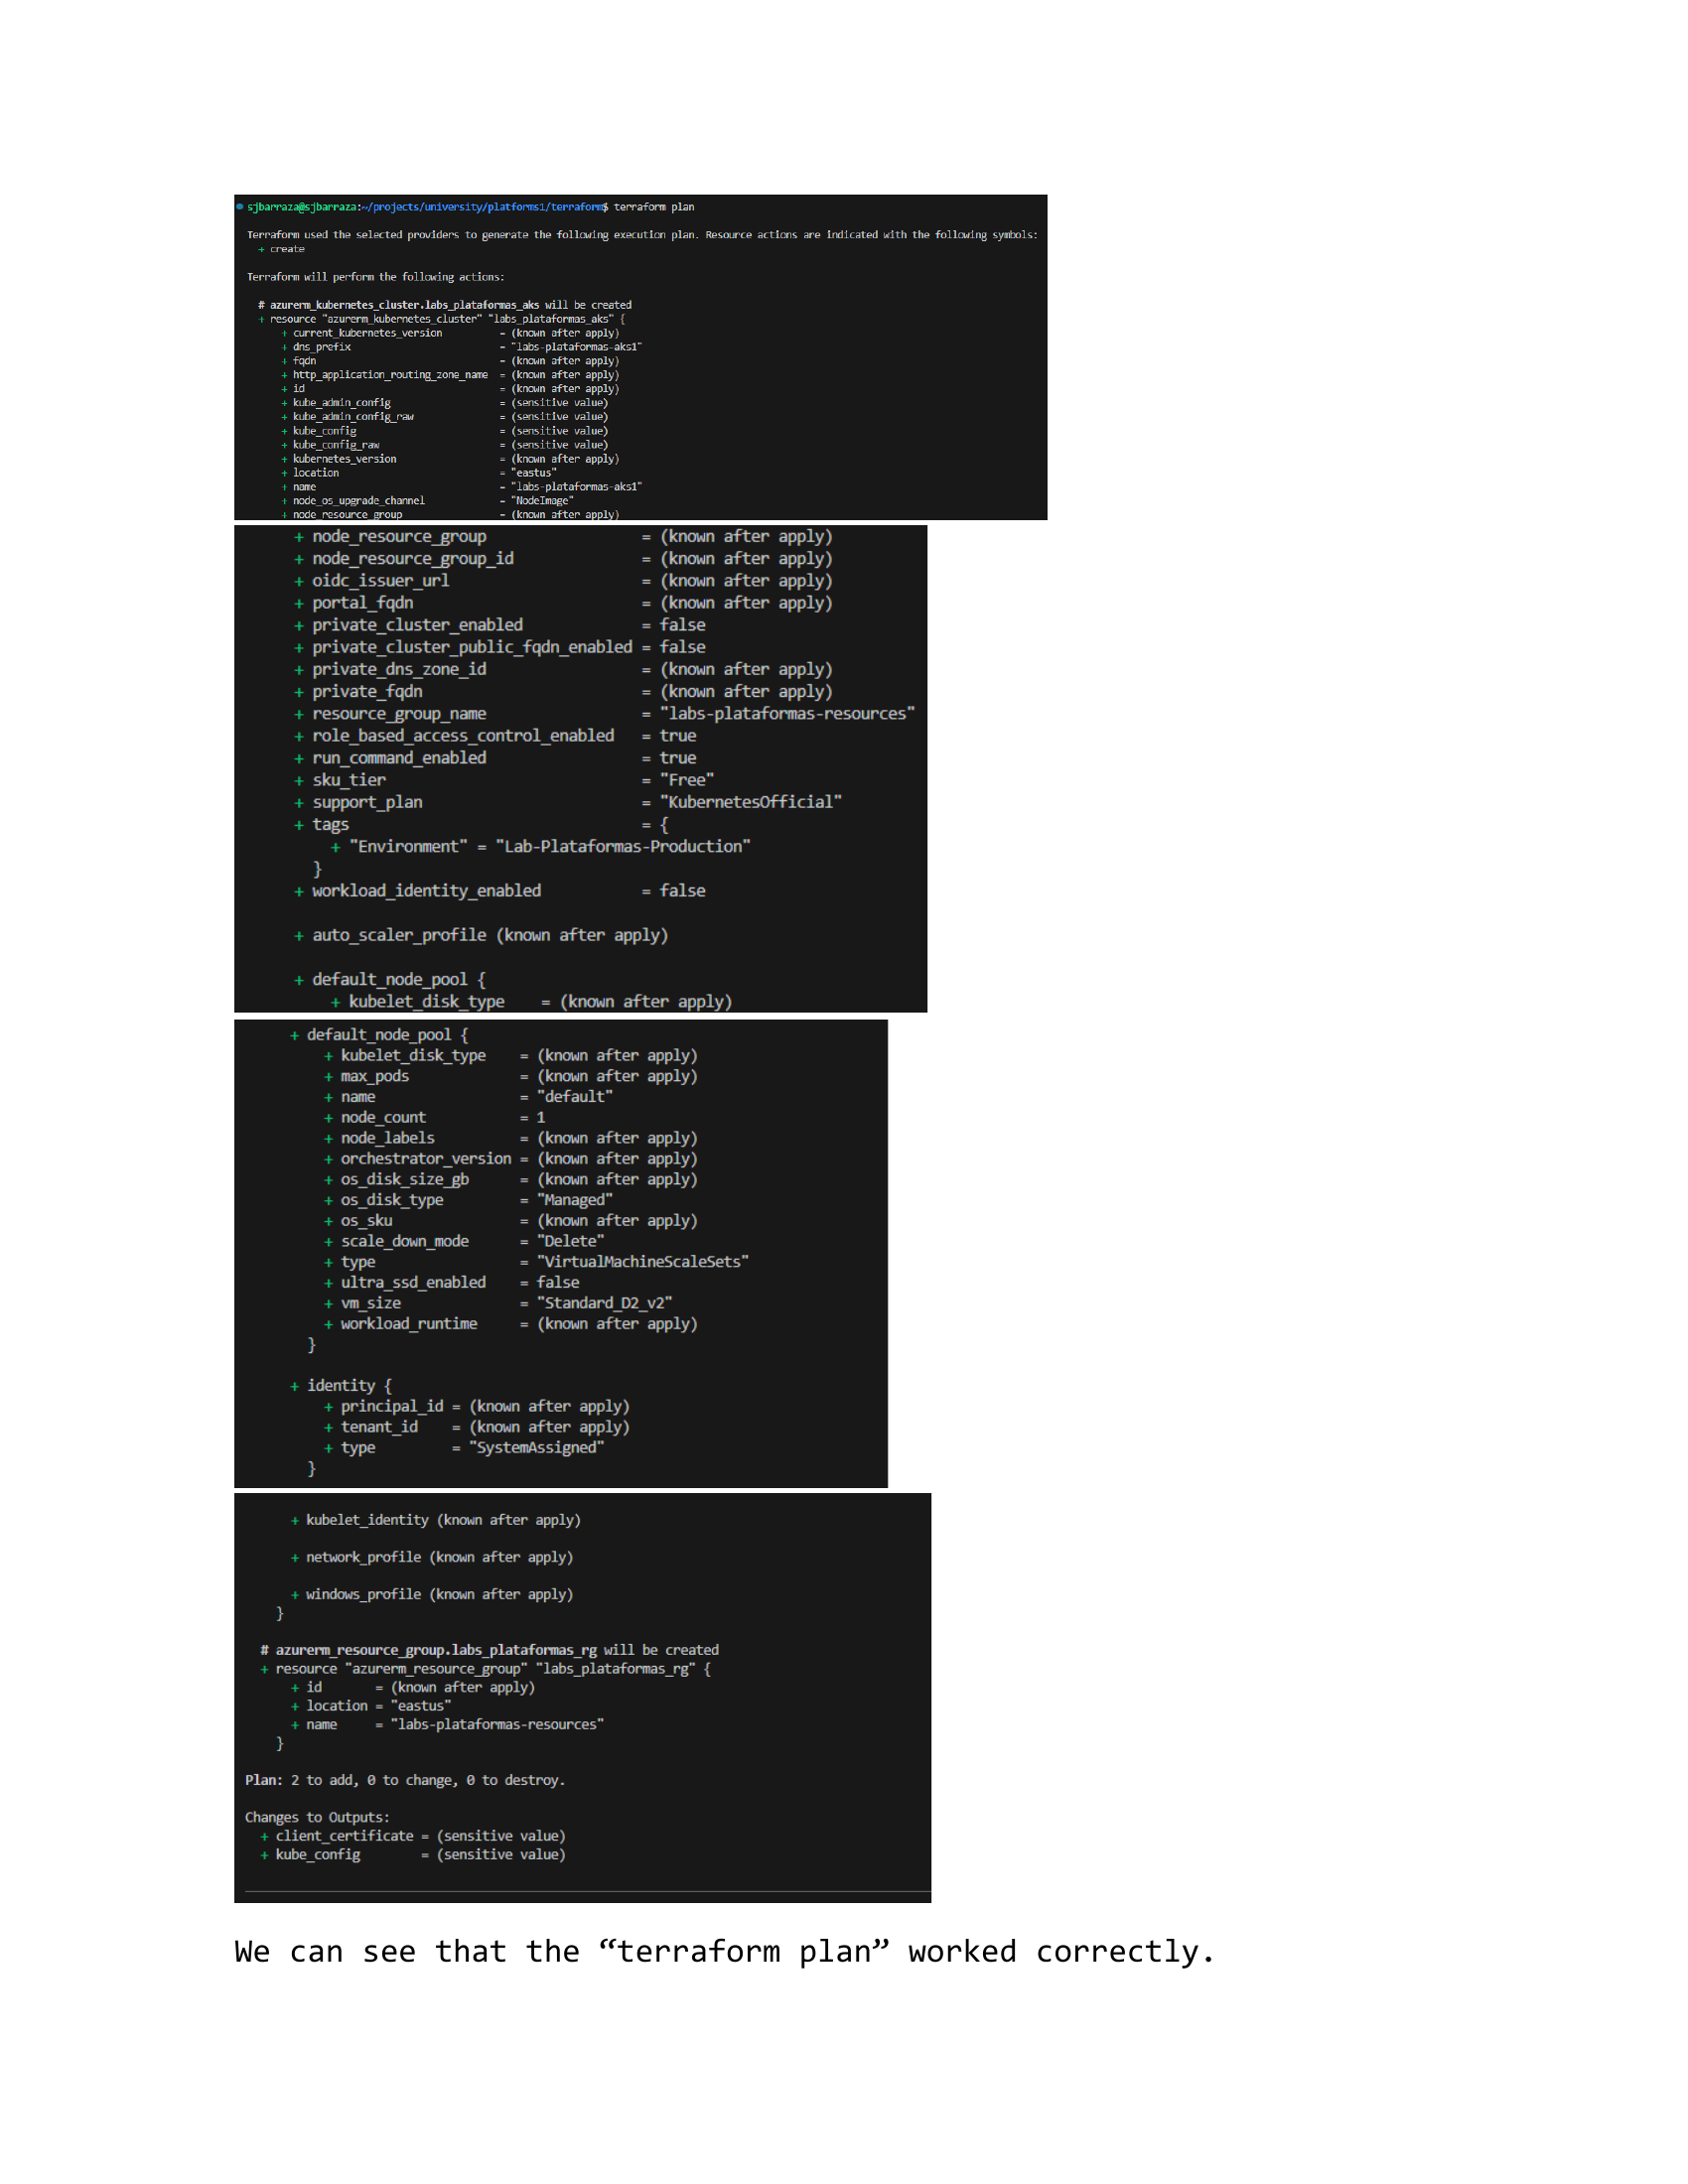 sjbarraza@sjbarraza:~/projects/university/platforms1/terraform$ terraform plan
Terraform used the selected providers to generate the following execution plan. Resource actions are indicated with the following symbols:
+ create
Terraform will perform the following actions:
# azurerm_kubernetes_cluster.labs_plataformas_aks will be created
+ resource "azurerm_kubernetes_cluster" "labs_plataformas_aks" {
+ current_kubernetes_version = (known after apply)
+ dns_prefix = "labs-plataformas-aks1"
+ fqdn = (known after apply)
+ http_application_routing_zone_name = (known after apply)
+ id = (known after apply)
+ kube_admin_config = (sensitive value)
+ kube_admin_config_raw = (sensitive value)
+ kube_config = (sensitive value)
+ kube_config_raw = (sensitive value)
+ kubernetes_version = (known after apply)
+ location = "eastus"
+ name = "labs-plataformas-aks1"
+ node_os_upgrade_channel = "NodeImage"
+ node_resource_group = (known after apply)
+ node_resource_group = (known after apply)
+ node_resource_group_id = (known after apply)
+ oidc_issuer_url = (known after apply)
+ portal_fqdn = (known after apply)
+ private_cluster_enabled = false
+ private_cluster_public_fqdn_enabled = false
+ private_dns_zone_id = (known after apply)
+ private_fqdn = (known after apply)
+ resource_group_name = "labs-plataformas-resources"
+ role_based_access_control_enabled = true
+ run_command_enabled = true
+ sku_tier = "Free"
+ support_plan = "KubernetesOfficial"
+ tags = {
+ "Environment" = "Lab-Plataformas-Production"
}
+ workload_identity_enabled = false
+ auto_scaler_profile (known after apply)
+ default_node_pool {
+ kubelet_disk_type = (known after apply)
+ default_node_pool {
+ kubelet_disk_type = (known after apply)
+ max_pods = (known after apply)
+ name = "default"
+ node_count = 1
+ node_labels = (known after apply)
+ orchestrator_version = (known after apply)
+ os_disk_size_gb = (known after apply)
+ os_disk_type = "Managed"
+ os_sku = (known after apply)
+ scale_down_mode = "Delete"
+ type = "VirtualMachineScaleSets"
+ ultra_ssd_enabled = false
+ vm_size = "Standard_D2_v2"
+ workload_runtime = (known after apply)
}
+ identity {
+ principal_id = (known after apply)
+ tenant_id = (known after apply)
+ type = "SystemAssigned"
}
+ kubelet_identity (known after apply)
+ network_profile (known after apply)
+ windows_profile (known after apply)
}
# azurerm_resource_group.labs_plataformas_rg will be created
+ resource "azurerm_resource_group" "labs_plataformas_rg" {
+ id = (known after apply)
+ location = "eastus"
+ name = "labs-plataformas-resources"
}
Plan: 2 to add, 0 to change, 0 to destroy.
Changes to Outputs:
+ client_certificate = (sensitive value)
+ kube_config = (sensitive value)
We can see that the “terraform plan” worked correctly.